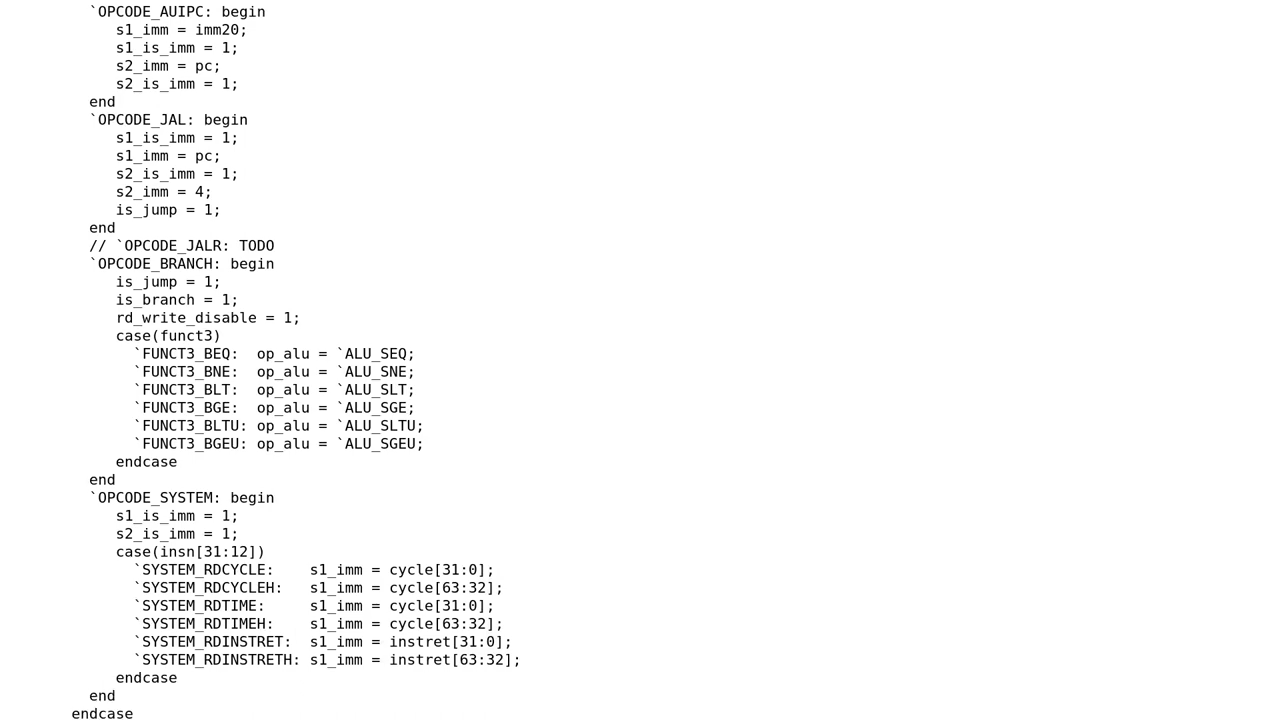 `OPCODE_AUIPC: begin
s1_imm = imm20;
s1_is_imm = 1;
s2_imm = pc;
s2_is_imm = 1;
end
`OPCODE_JAL: begin
s1_is_imm = 1;
s1_imm = pc;
s2_is_imm = 1;
s2_imm = 4;
is_jump = 1;
end
// `OPCODE_JALR: TODO
`OPCODE_BRANCH: begin
is_jump = 1;
is_branch = 1;
rd_write_disable = 1;
case(funct3)
`FUNCT3_BEQ:  op_alu = `ALU_SEQ;
`FUNCT3_BNE:  op_alu = `ALU_SNE;
`FUNCT3_BLT:  op_alu = `ALU_SLT;
`FUNCT3_BGE:  op_alu = `ALU_SGE;
`FUNCT3_BLTU: op_alu = `ALU_SLTU;
`FUNCT3_BGEU: op_alu = `ALU_SGEU;
endcase
end
`OPCODE_SYSTEM: begin
s1_is_imm = 1;
s2_is_imm = 1;
case(insn[31:12])
`SYSTEM_RDCYCLE:    s1_imm = cycle[31:0];
`SYSTEM_RDCYCLEH:   s1_imm = cycle[63:32];
`SYSTEM_RDTIME:     s1_imm = cycle[31:0];
`SYSTEM_RDTIMEH:    s1_imm = cycle[63:32];
`SYSTEM_RDINSTRET:  s1_imm = instret[31:0];
`SYSTEM_RDINSTRETH: s1_imm = instret[63:32];
endcase
end
endcase